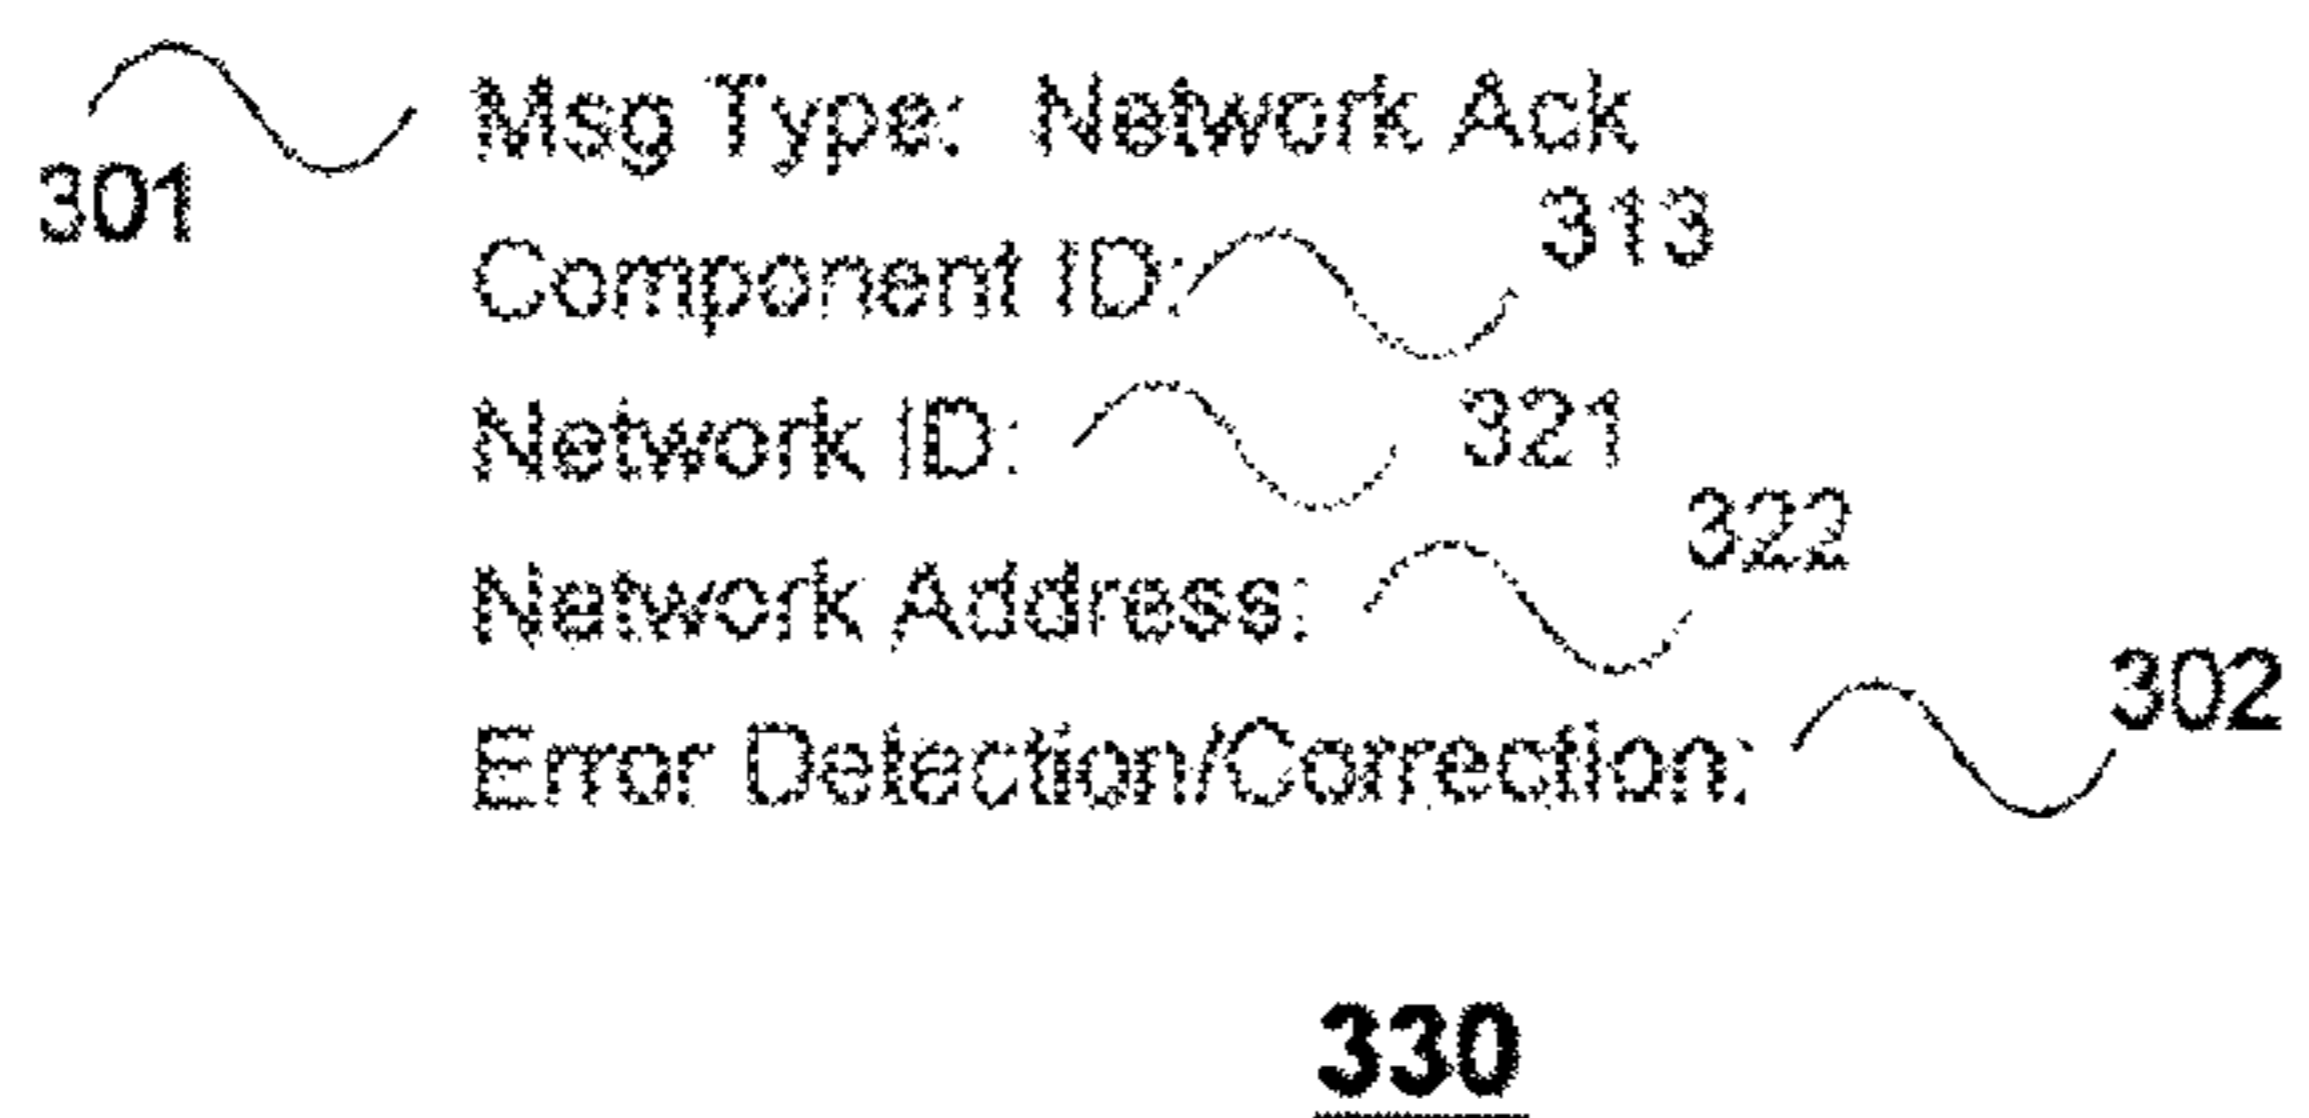 301 Msg Type: Network Ack
Component ID: 313
Network ID: 321
Network Address: 322
Error Detection/Correction: 302
330